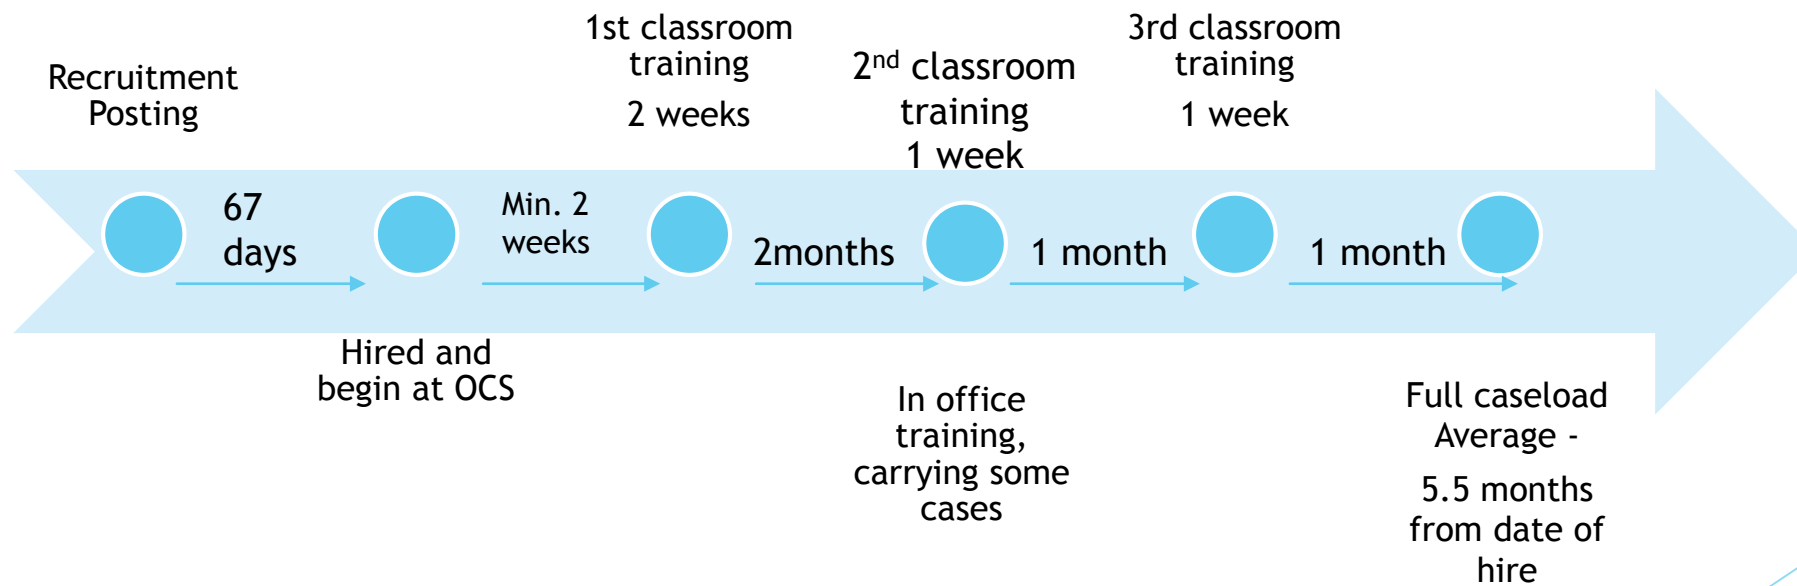 Recruitment
Posting
67
days
Hired and
begin at OCS
Min. 2
weeks
1st classroom
training
2 weeks
2months
2nd classroom
training
1 week
In office
training,
carrying some
cases
1 month
3rd classroom
training
1 week
1 month
Full caseload
Average -
5.5 months
from date of
hire